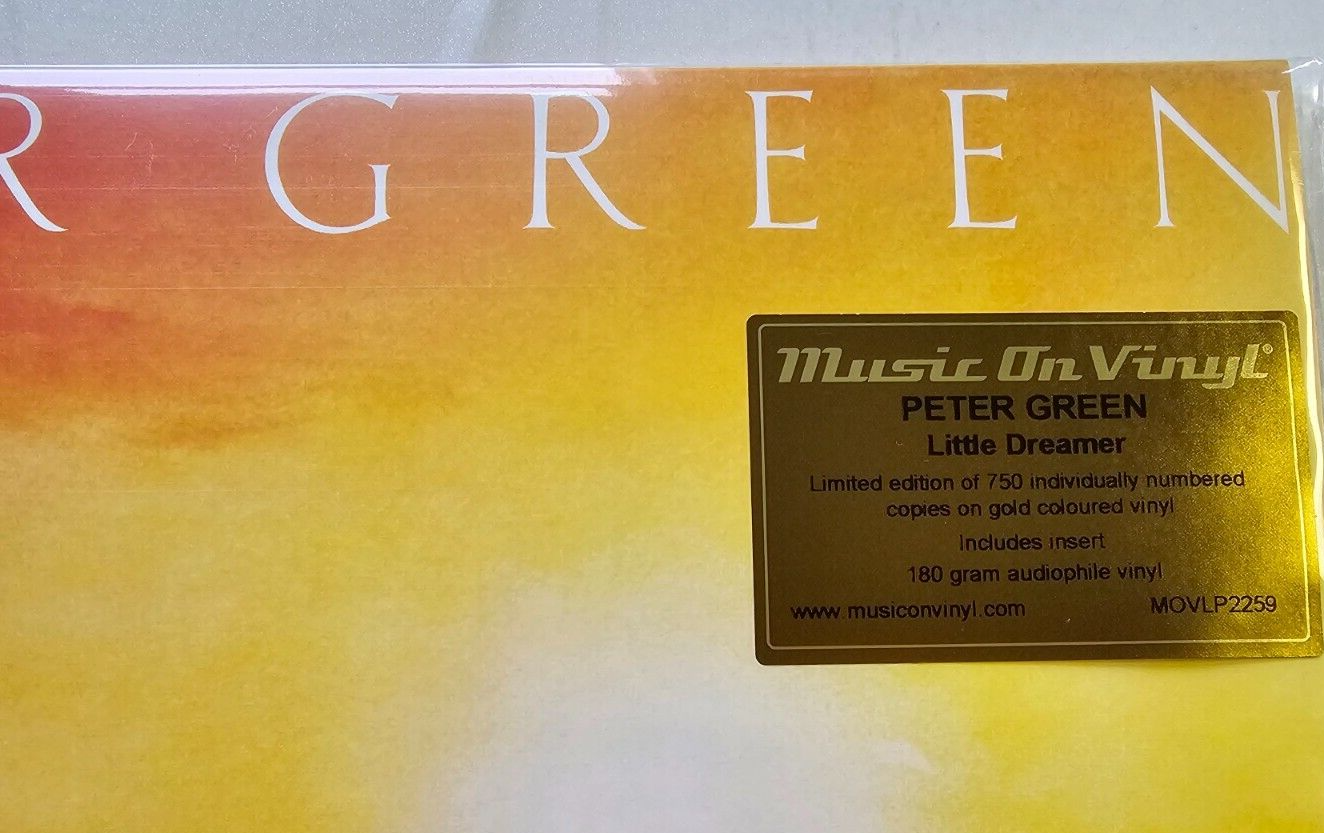 R GREEN
Music On Vinyl®
PETER GREEN
Little Dreamer
Limited edition of 750 individually numbered
copies on gold coloured vinyl
Includes insert
180 gram audiophile vinyl
www.musiconvinyl.com MOVLP2259